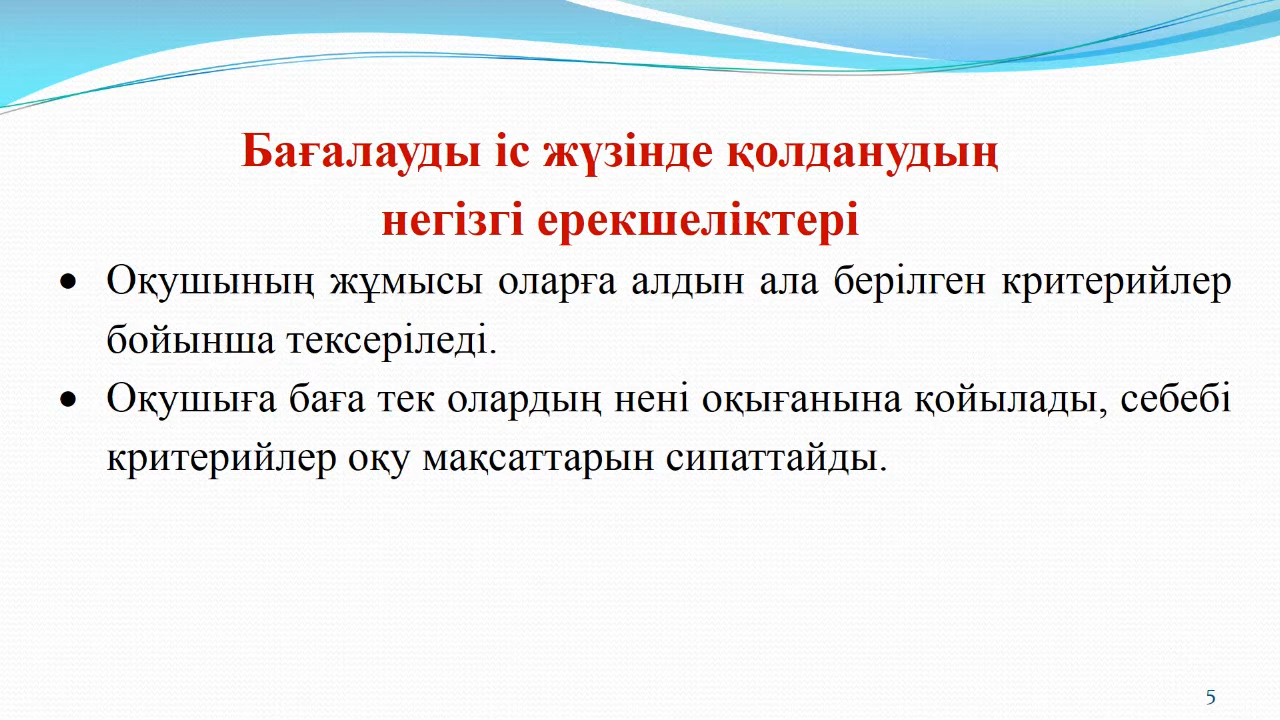 Бағалауды іс жүзінде қолданудың
негізгі ерекшеліктері
• Оқушының жұмысы оларға алдын ала берілген критерийлер
бойынша тексеріледі.
• Оқушыға баға тек олардың нені оқығанына қойылады, себебі
критерийлер оқу мақсаттарын сипаттайды.
5